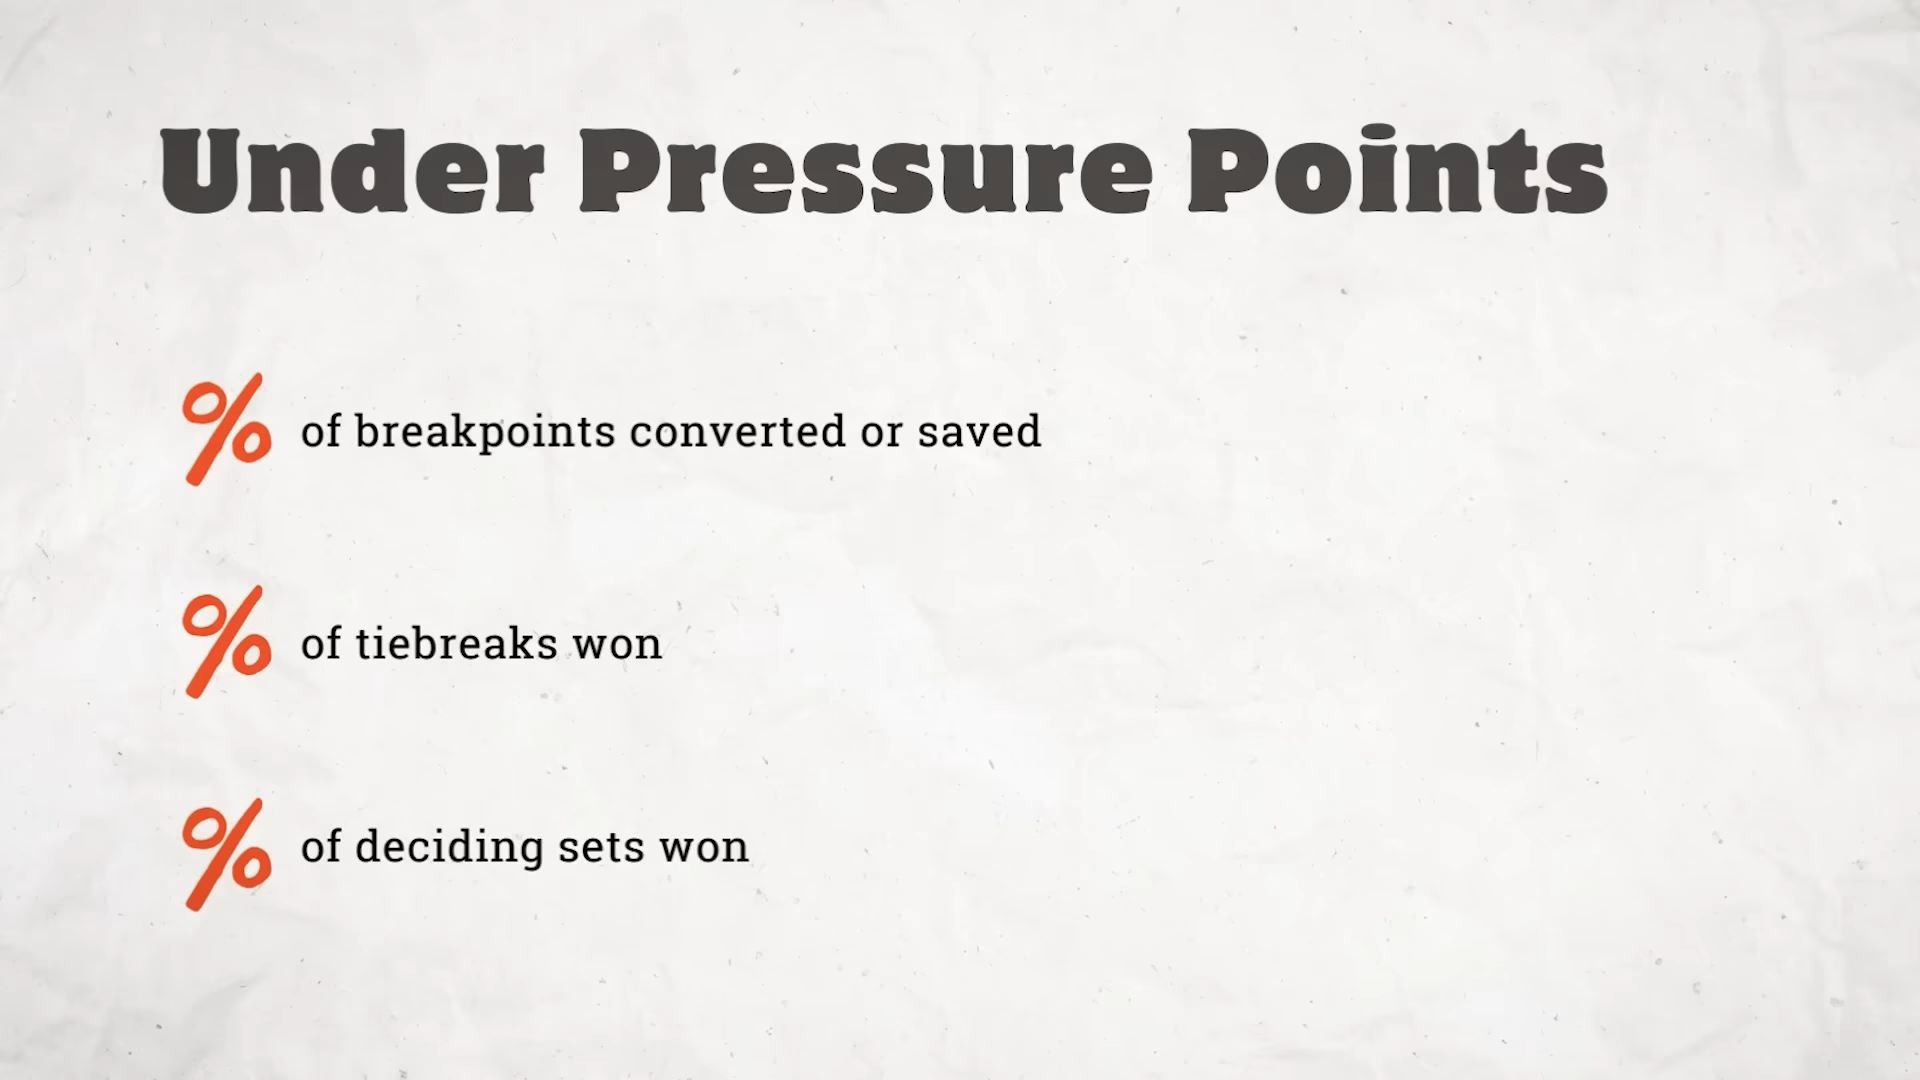 Under Pressure Points
% of breakpoints converted or saved
% of tiebreaks won
% of deciding sets won